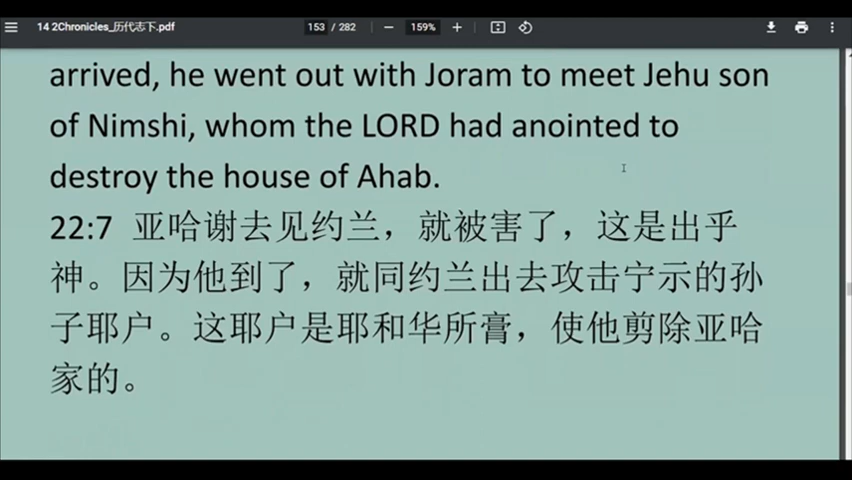 14 2Chronicles_历代志下.pdf 153 / 282 159%
arrived, he went out with Joram to meet Jehu son
of Nimshi, whom the LORD had anointed to
destroy the house of Ahab.
22:7 亚哈谢去见约兰，就被害了，这是出乎
神。因为他到了，就同约兰出去攻击宁示的孙
子耶户。这耶户是耶和华所膏，使他剪除亚哈
家的。